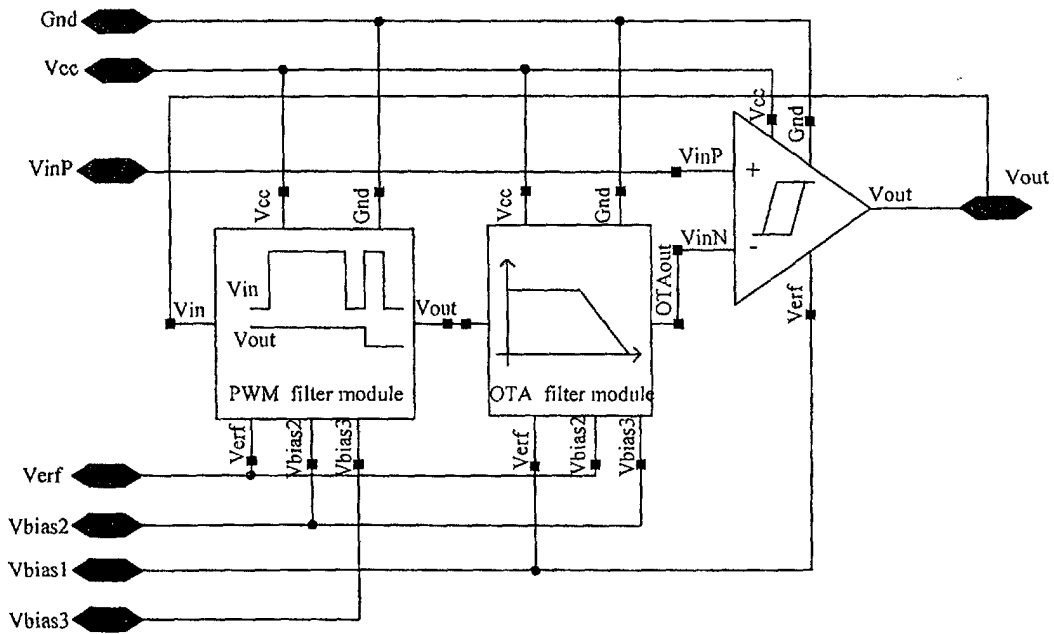 Gnd
Vcc
VinP
Vcc
Gnd
Vcc
Gnd
VinP
Vcc
Gnd
+
-
VinN
Vout
Vout
Verf
Vin
Vin
Vout
PWM filter module
Vout
OTA filter module
OTAout
Verf
Vbias2
Vbias3
Verf
Vbias2
Vbias3
Verf
Vbias2
Vbias1
Vbias3